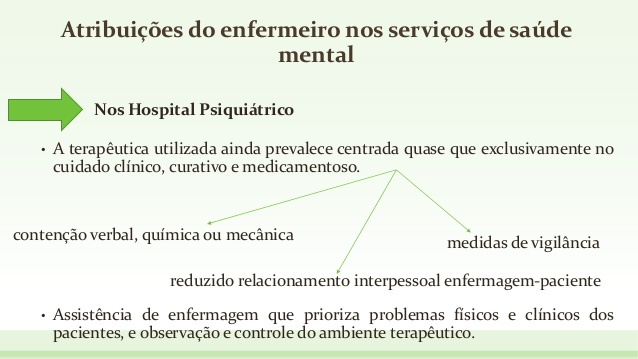 Atribuições do enfermeiro nos serviços de saúde
mental
Nos Hospital Psiquiátrico
• A terapêutica utilizada ainda prevalece centrada quase que exclusivamente no
cuidado clínico, curativo e medicamentoso.
contenção verbal, química ou mecânica
medidas de vigilância
reduzido relacionamento interpessoal enfermagem-paciente
• Assistência de enfermagem que prioriza problemas físicos e clínicos dos
pacientes, e observação e controle do ambiente terapêutico.